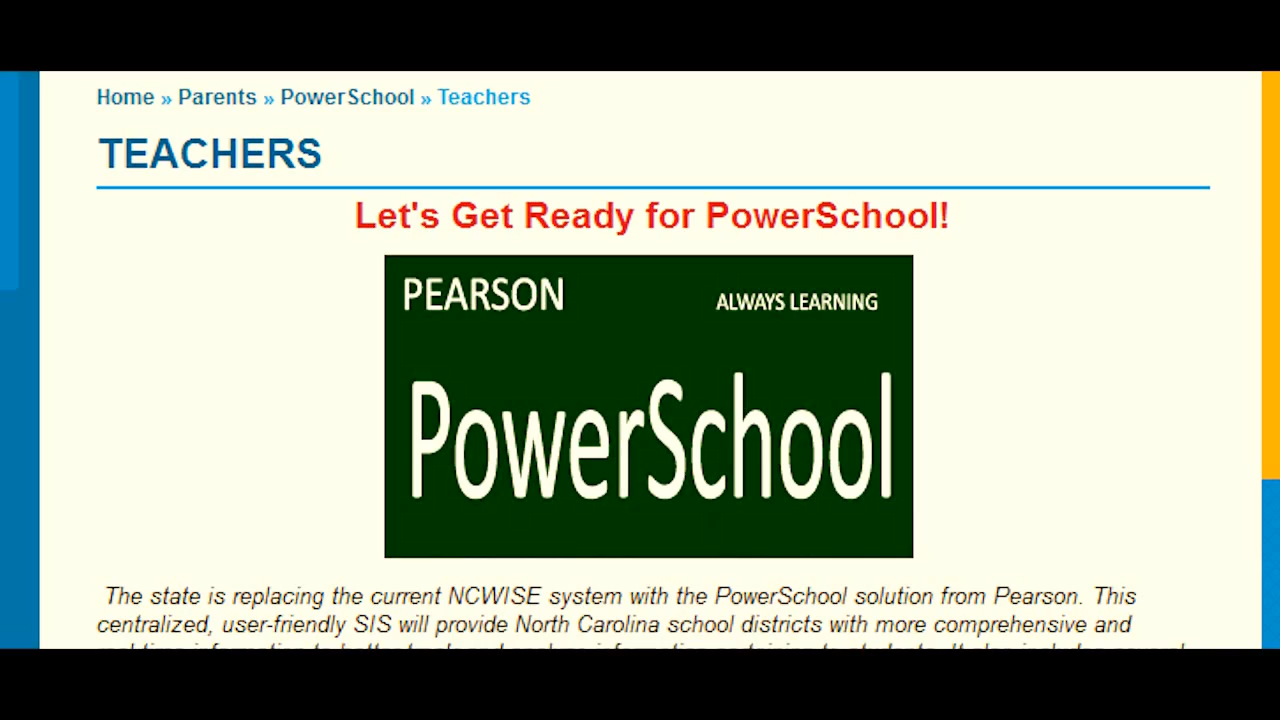 Home » Parents » PowerSchool » Teachers
TEACHERS
Let's Get Ready for PowerSchool!
PEARSON ALWAYS LEARNING
PowerSchool
The state is replacing the current NCWISE system with the PowerSchool solution from Pearson. This
centralized, user-friendly SIS will provide North Carolina school districts with more comprehensive and